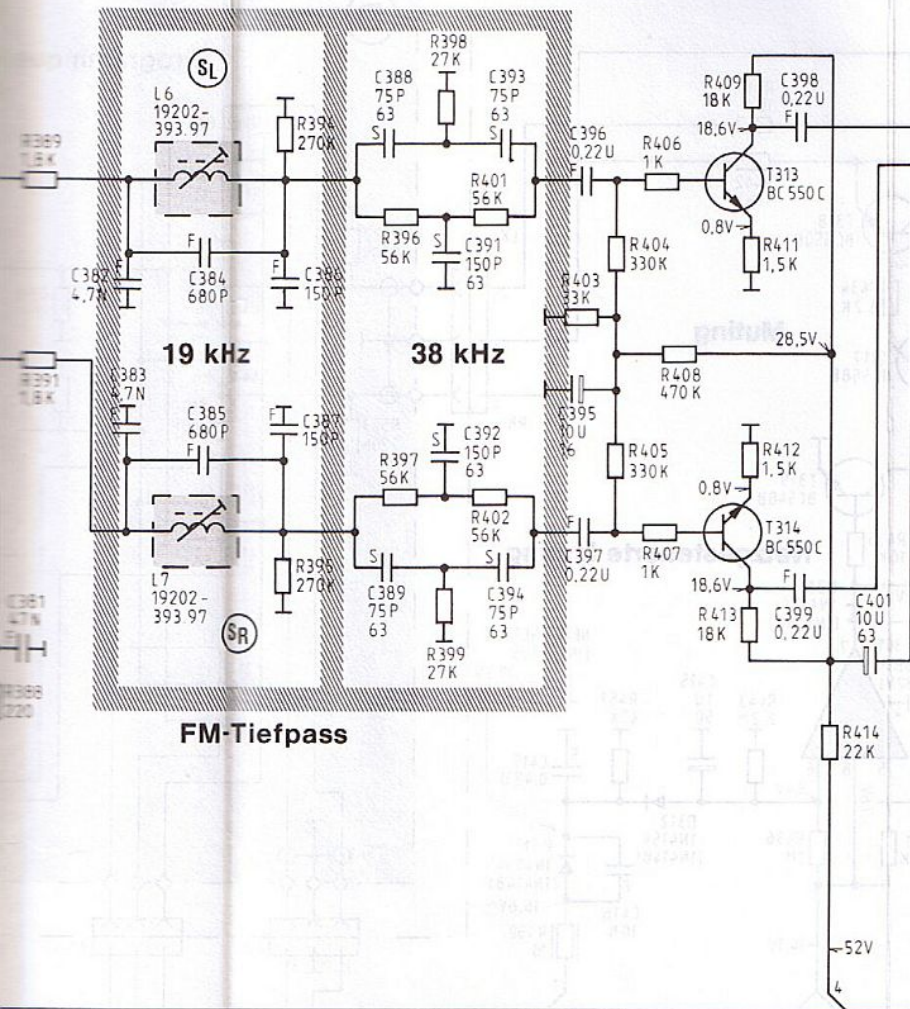 R389
1,8K
SL
L6
19202-
393.97
R394
270K
C387
4,7N
F
F
C384
680P
F
C386
150P
19 kHz
R391
1,8K
C383
4,7N
F
C385
680P
F
F
C387
150P
L7
19202-
393.97
R395
270K
SR
C381
47N
F
R388
220
FM-Tiefpass
R398
27K
C388
75P
63
S
C393
75P
63
S
R396
56K
R401
56K
S
C391
150P
63
38 kHz
C392
150P
63
S
R397
56K
R402
56K
S
C389
75P
63
S
C394
75P
63
R399
27K
C396
0,22U
F
R406
1K
R404
330K
R403
33K
R408
470K
C395
10U
16
R405
330K
F
C397
0,22U
R407
1K
R409
18K
C398
0,22U
F
18,6V
T313
BC550C
0,8V
R411
1,5K
28,5V
R412
1,5K
0,8V
T314
BC550C
18,6V
F
C399
0,22U
R413
18K
C401
10U
63
R414
22K
52V
4